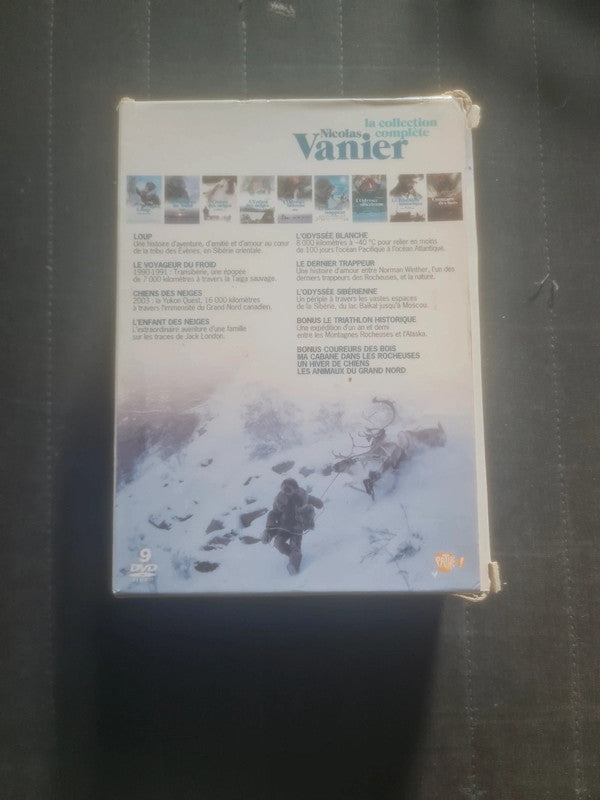 la collection
Nicolas complète
Vanier
LOUP
Une histoire d'aventure, d'amitié et d'amour au cœur
de la tribu des Évènes, en Sibérie orientale.
LE VOYAGEUR DU FROID
1990-1991 : Transibérie, une épopée
de 7 000 kilomètres à travers la Taïga sauvage.
CHIENS DES NEIGES
2003 : la Yukon Quest, 16 000 kilomètres
à travers l'immensité du Grand Nord canadien.
L'ENFANT DES NEIGES
L'extraordinaire aventure d'une famille
sur les traces de Jack London.
L'ODYSSÉE BLANCHE
8 000 kilomètres à -40 °C pour relier en moins
de 100 jours l'océan Pacifique à l'océan Atlantique.
LE DERNIER TRAPPEUR
Une histoire d'amour entre Norman Winther, l'un des
derniers trappeurs des Rocheuses, et la nature.
L'ODYSSÉE SIBÉRIENNE
Un périple à travers les vastes espaces
de la Sibérie, du lac Baïkal jusqu'à Moscou.
BONUS LE TRIATHLON HISTORIQUE
Une expédition d'un an et demi
entre les Montagnes Rocheuses et l'Alaska.
BONUS COUREURS DES BOIS
MA CABANE DANS LES ROCHEUSES
UN HIVER DE CHIENS
LES ANIMAUX DU GRAND NORD
9
DVD